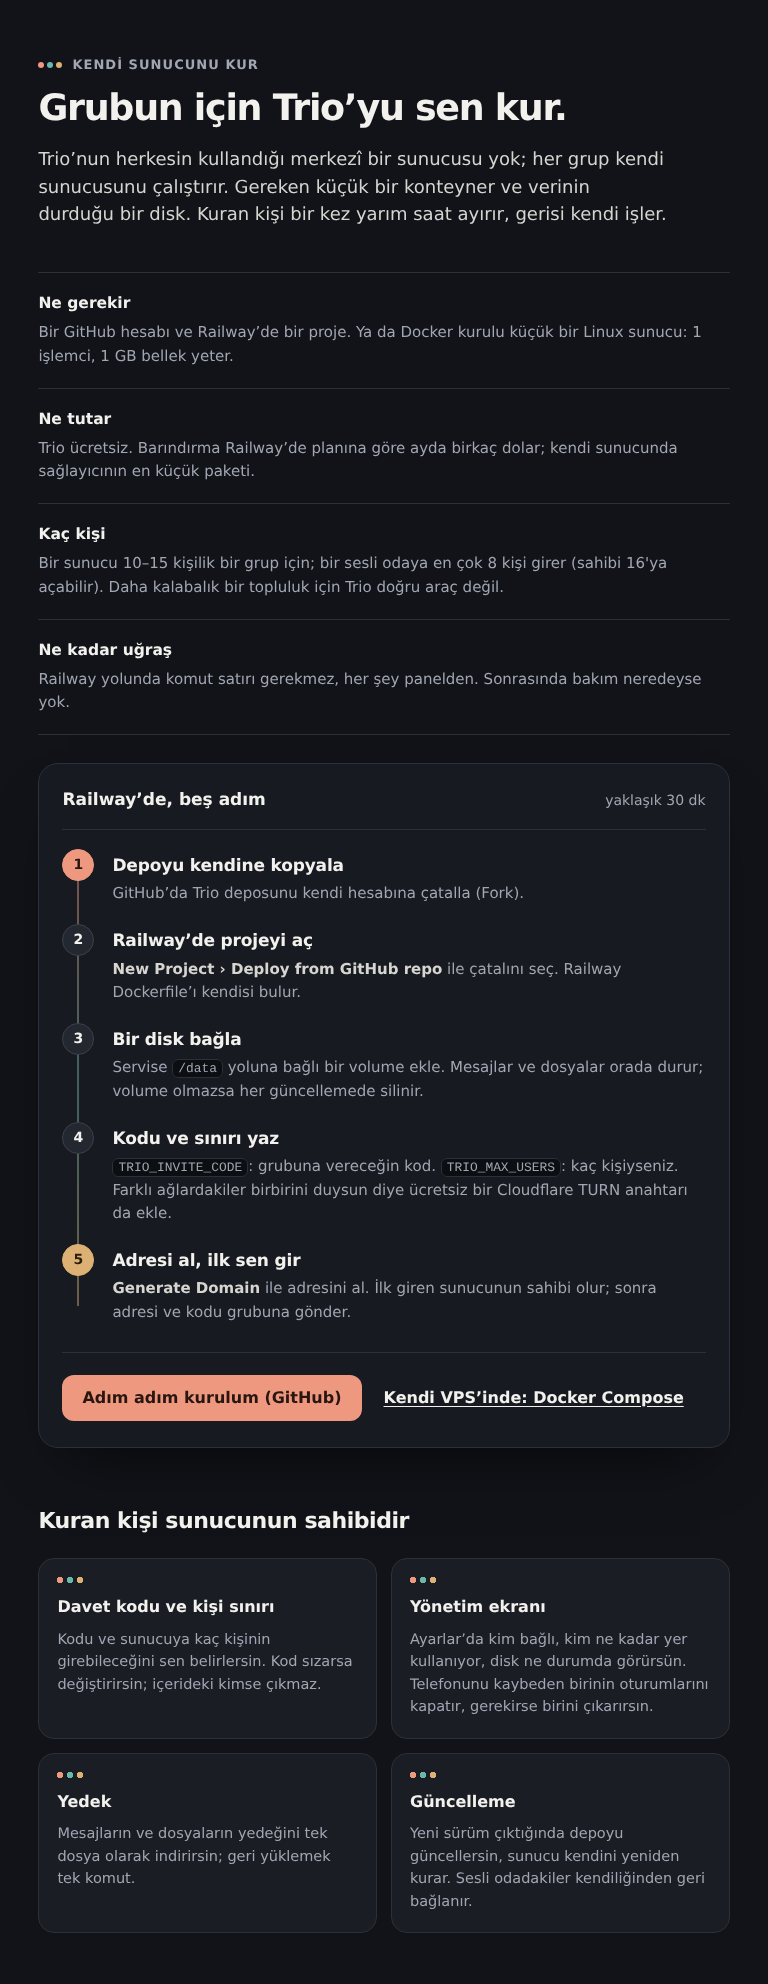 KENDİ SUNUCUNU KUR
Grubun için Trio’yu sen kur.
Trio’nun herkesin kullandığı merkezî bir sunucusu yok; her grup kendi
sunucusunu çalıştırır. Gereken küçük bir konteyner ve verinin
durduğu bir disk. Kuran kişi bir kez yarım saat ayırır, gerisi kendi işler.
Ne gerekir
Bir GitHub hesabı ve Railway’de bir proje. Ya da Docker kurulu küçük bir Linux sunucu: 1
işlemci, 1 GB bellek yeter.
Ne tutar
Trio ücretsiz. Barındırma Railway’de planına göre ayda birkaç dolar; kendi sunucunda
sağlayıcının en küçük paketi.
Kaç kişi
Bir sunucu 10–15 kişilik bir grup için; bir sesli odaya en çok 8 kişi girer (sahibi 16'ya
açabilir). Daha kalabalık bir topluluk için Trio doğru araç değil.
Ne kadar uğraş
Railway yolunda komut satırı gerekmez, her şey panelden. Sonrasında bakım neredeyse
yok.
Railway’de, beş adım
yaklaşık 30 dk
1
Depoyu kendine kopyala
GitHub’da Trio deposunu kendi hesabına çatalla (Fork).
2
Railway’de projeyi aç
New Project › Deploy from GitHub repo ile çatalını seç. Railway
Dockerfile’ı kendisi bulur.
3
Bir disk bağla
Servise /data yoluna bağlı bir volume ekle. Mesajlar ve dosyalar orada durur;
volume olmazsa her güncellemede silinir.
4
Kodu ve sınırı yaz
TRIO_INVITE_CODE: grubuna vereceğin kod. TRIO_MAX_USERS: kaç kişiyseniz.
Farklı ağlardakiler birbirini duysun diye ücretsiz bir Cloudflare TURN anahtarı
da ekle.
5
Adresi al, ilk sen gir
Generate Domain ile adresini al. İlk giren sunucunun sahibi olur; sonra
adresi ve kodu grubuna gönder.
Adım adım kurulum (GitHub)
Kendi VPS’inde: Docker Compose
Kuran kişi sunucunun sahibidir
Davet kodu ve kişi sınırı
Kodu ve sunucuya kaç kişinin
girebileceğini sen belirlersin. Kod sızarsa
değiştirirsin; içerideki kimse çıkmaz.
Yönetim ekranı
Ayarlar’da kim bağlı, kim ne kadar yer
kullanıyor, disk ne durumda görürsün.
Telefonunu kaybeden birinin oturumlarını
kapatır, gerekirse birini çıkarırsın.
Yedek
Mesajların ve dosyaların yedeğini tek
dosya olarak indirirsin; geri yüklemek
tek komut.
Güncelleme
Yeni sürüm çıktığında depoyu
güncellersin, sunucu kendini yeniden
kurar. Sesli odadakiler kendiliğinden geri
bağlanır.